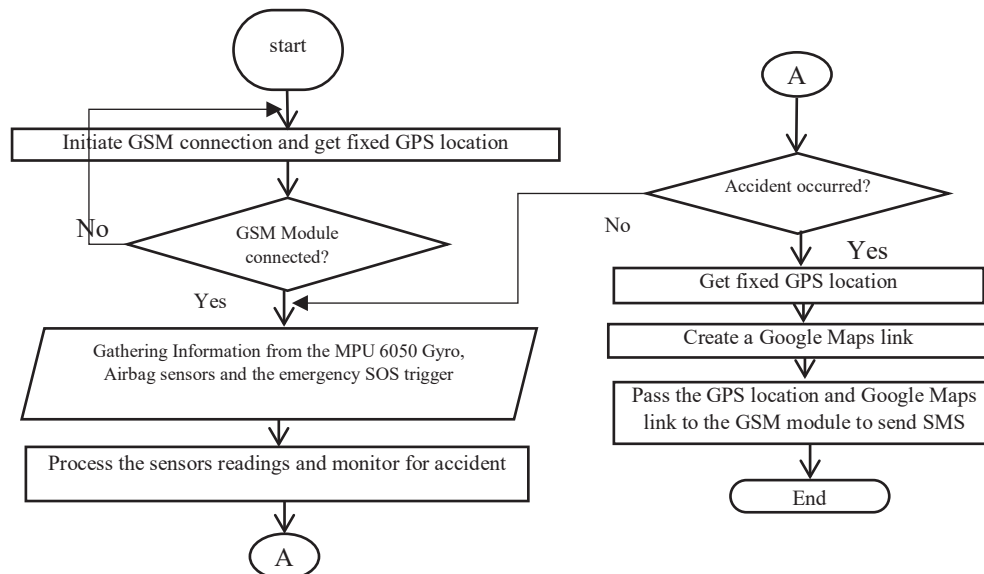 start
Initiate GSM connection and get fixed GPS location
No
GSM Module
connected?
Yes
Gathering Information from the MPU 6050 Gyro,
Airbag sensors and the emergency SOS trigger
Process the sensors readings and monitor for accident
A
A
Accident occurred?
No
Yes
Get fixed GPS location
Create a Google Maps link
Pass the GPS location and Google Maps
link to the GSM module to send SMS
End